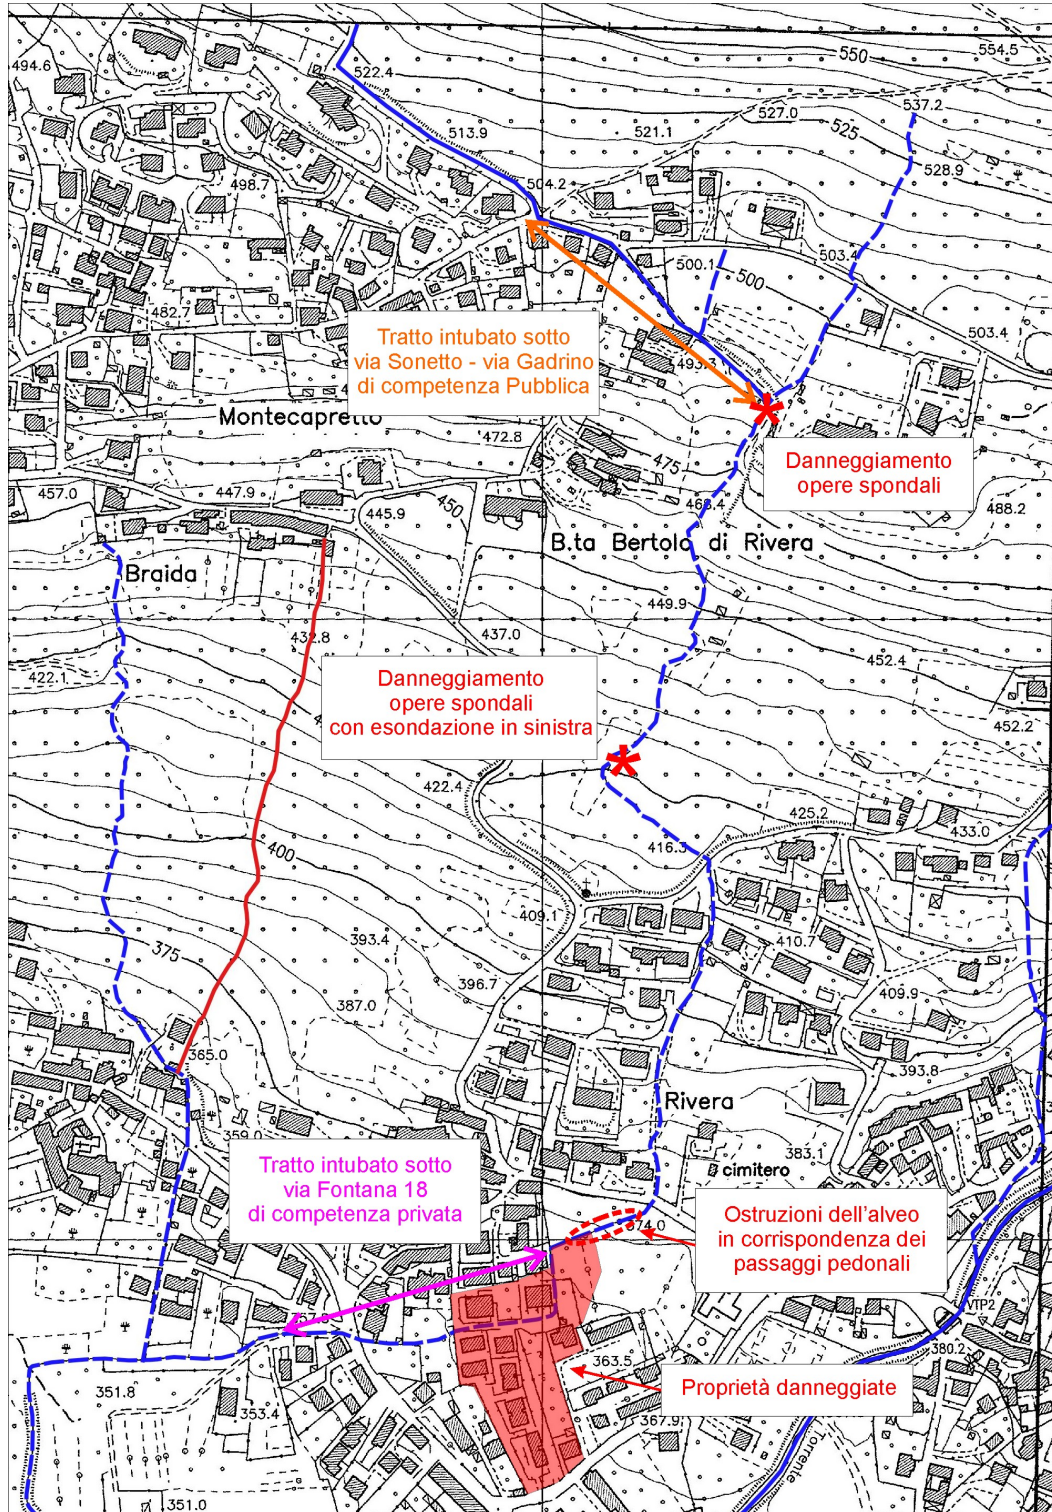 550
554.5
494.6
522.4
537.2
527.0
525
513.9
521.1
528.9
498.7
504.2
503.4
500.1
500
482.7
503.4
Tratto intubato sotto
via Sonetto - via Gadrino
di competenza Pubblica
Montecapretto
472.8
Danneggiamento
opere spondali
475
457.0
447.9
450
468.4
488.2
445.9
B.ta Bertolo di Rivera
Braida
449.9
432.8
437.0
452.4
422.1
Danneggiamento
opere spondali
con esondazione in sinistra
452.2
422.4
425.2
433.0
416.3
400
409.1
393.4
410.7
375
396.7
387.0
409.9
365.0
393.8
Rivera
359.0
383.1
cimitero
Tratto intubato sotto
via Fontana 18
di competenza privata
374.0
Ostruzioni dell'alveo
in corrispondenza dei
passaggi pedonali
VTP2
380.2
363.5
351.8
Proprietà danneggiate
353.4
367.9
Torrente
351.0